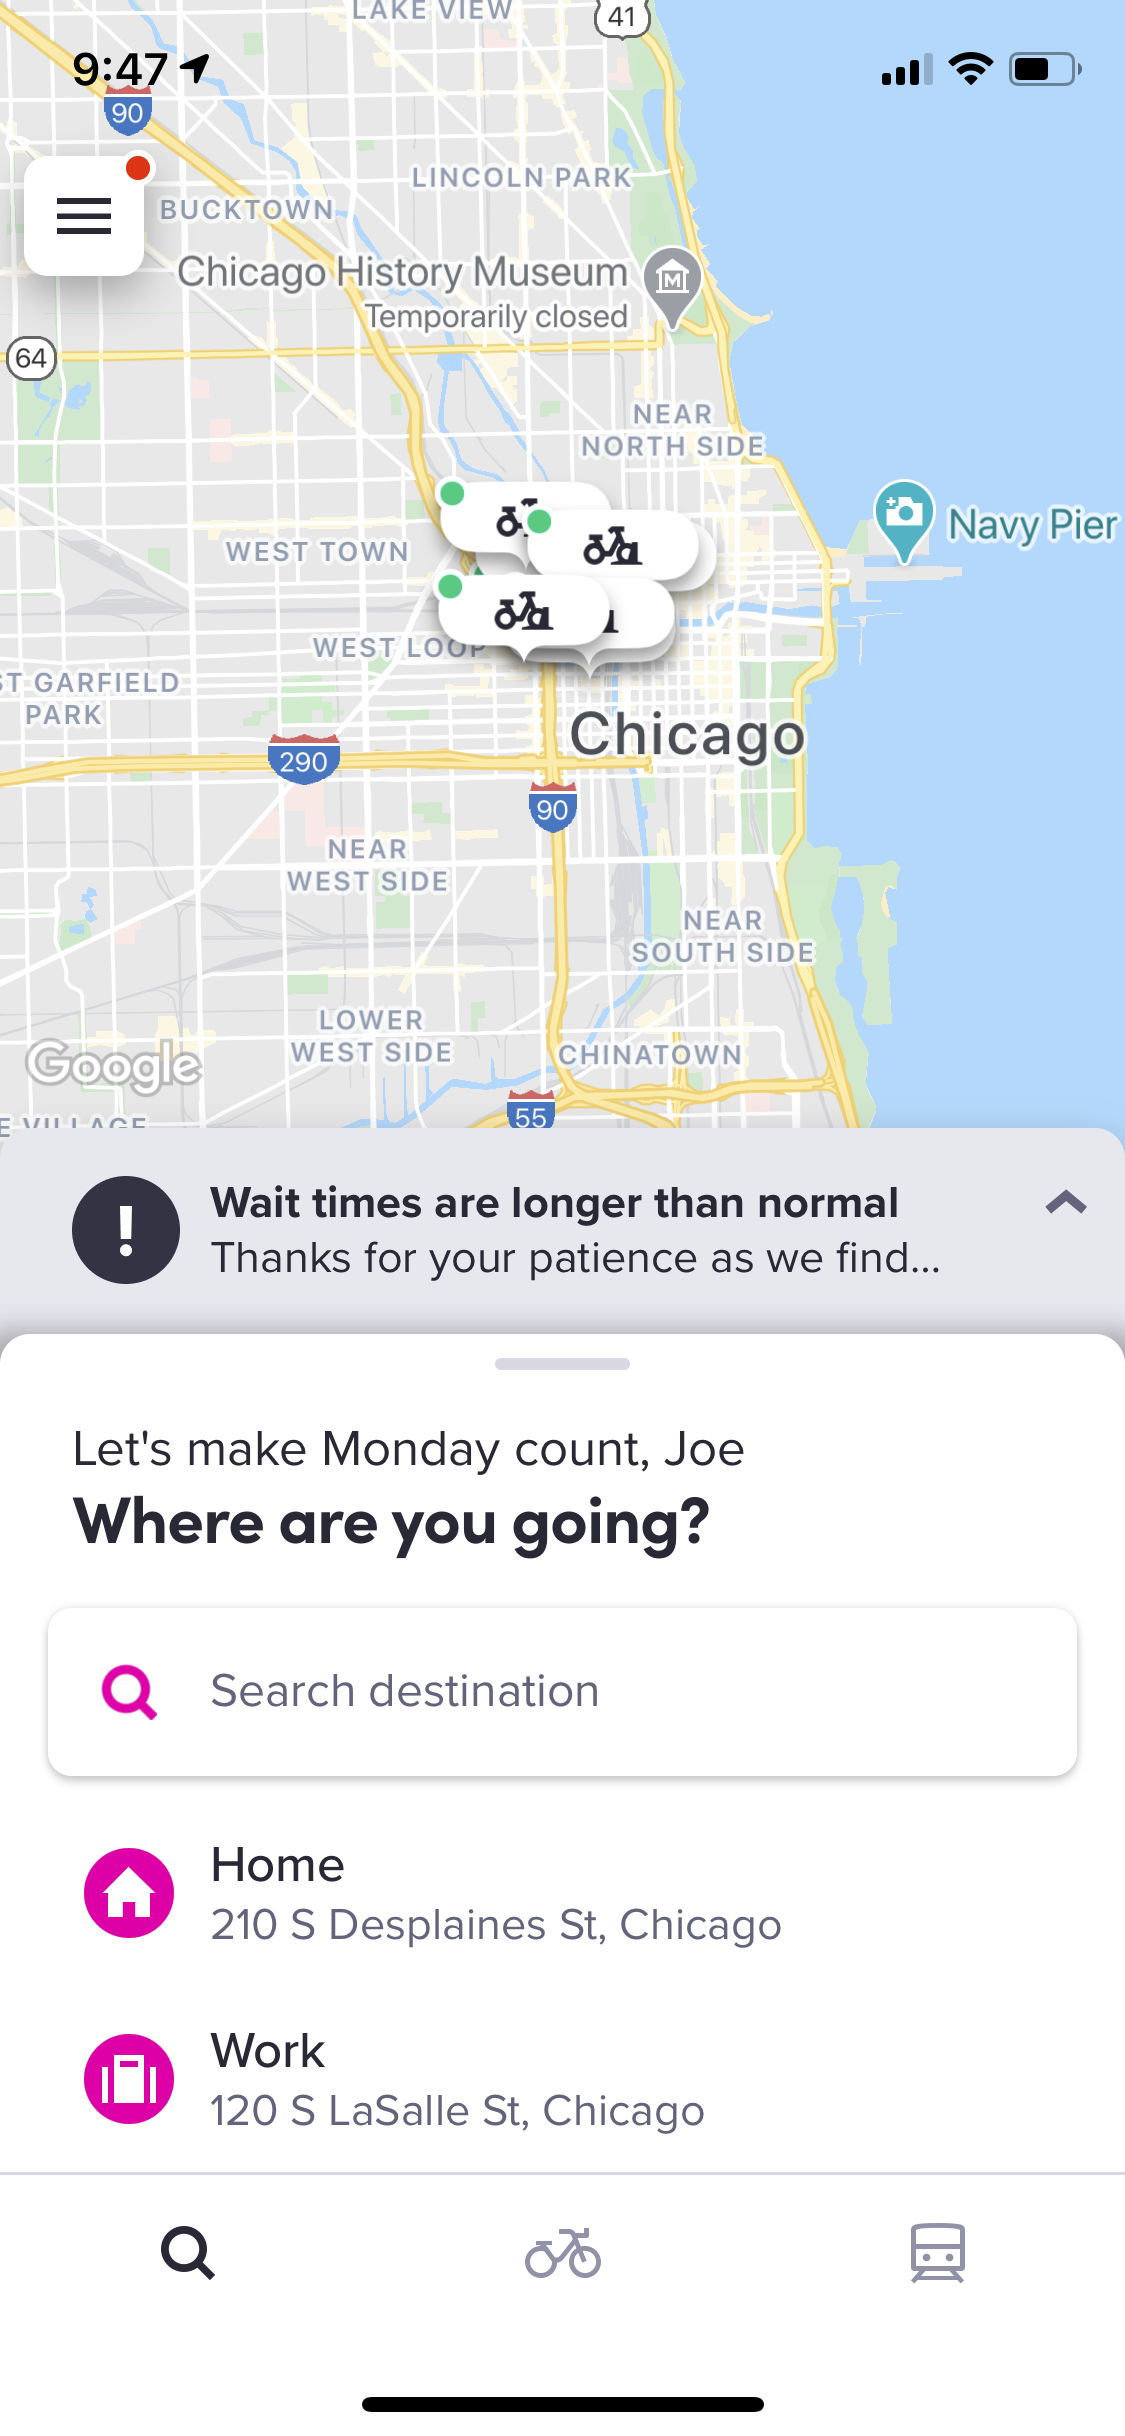 LAKE VIEW
41
9:47
90
LINCOLN PARK
BUCKTOWN
Chicago History Museum
Temporarily closed
64
NEAR
NORTH SIDE
Navy Pier
WEST TOWN
WEST LOOP
ST GARFIELD
PARK
Chicago
290
90
NEAR
WEST SIDE
NEAR
SOUTH SIDE
LOWER
WEST SIDE
CHINATOWN
Google
55
E VILLAGE
Wait times are longer than normal
Thanks for your patience as we find...
Let's make Monday count, Joe
Where are you going?
Search destination
Home
210 S Desplaines St, Chicago
Work
120 S LaSalle St, Chicago